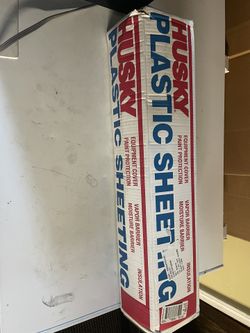 HUSKY
PLASTIC SHEETING
EQUIPMENT COVER
PAINT PROTECTION
VAPOR BARRIER
MOISTURE BARRIER
INSULATION
HUSKY
PLASTIC SHEETING
EQUIPMENT COVER
PAINT PROTECTION
VAPOR BARRIER
MOISTURE BARRIER
INSULATION